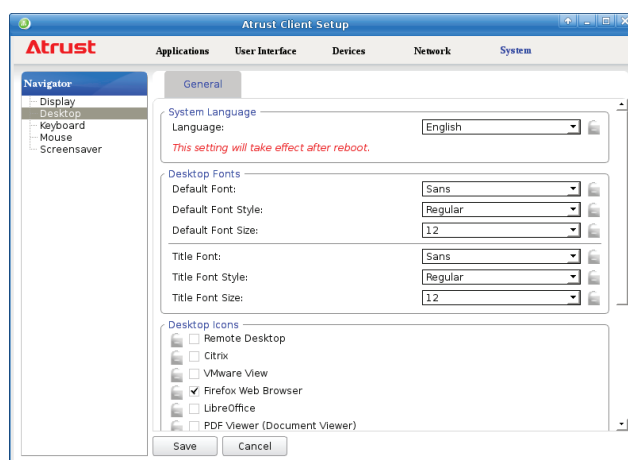 Atrust Client Setup
Atrust
Applications User Interface Devices Network System
Navigator
Display
Desktop
Keyboard
Mouse
Screensaver
General
System Language
Language: English
This setting will take effect after reboot.
Desktop Fonts
Default Font: Sans
Default Font Style: Regular
Default Font Size: 12
Title Font: Sans
Title Font Style: Regular
Title Font Size: 12
Desktop Icons
Remote Desktop
Citrix
VMware View
Firefox Web Browser
LibreOffice
PDF Viewer (Document Viewer)
Save Cancel